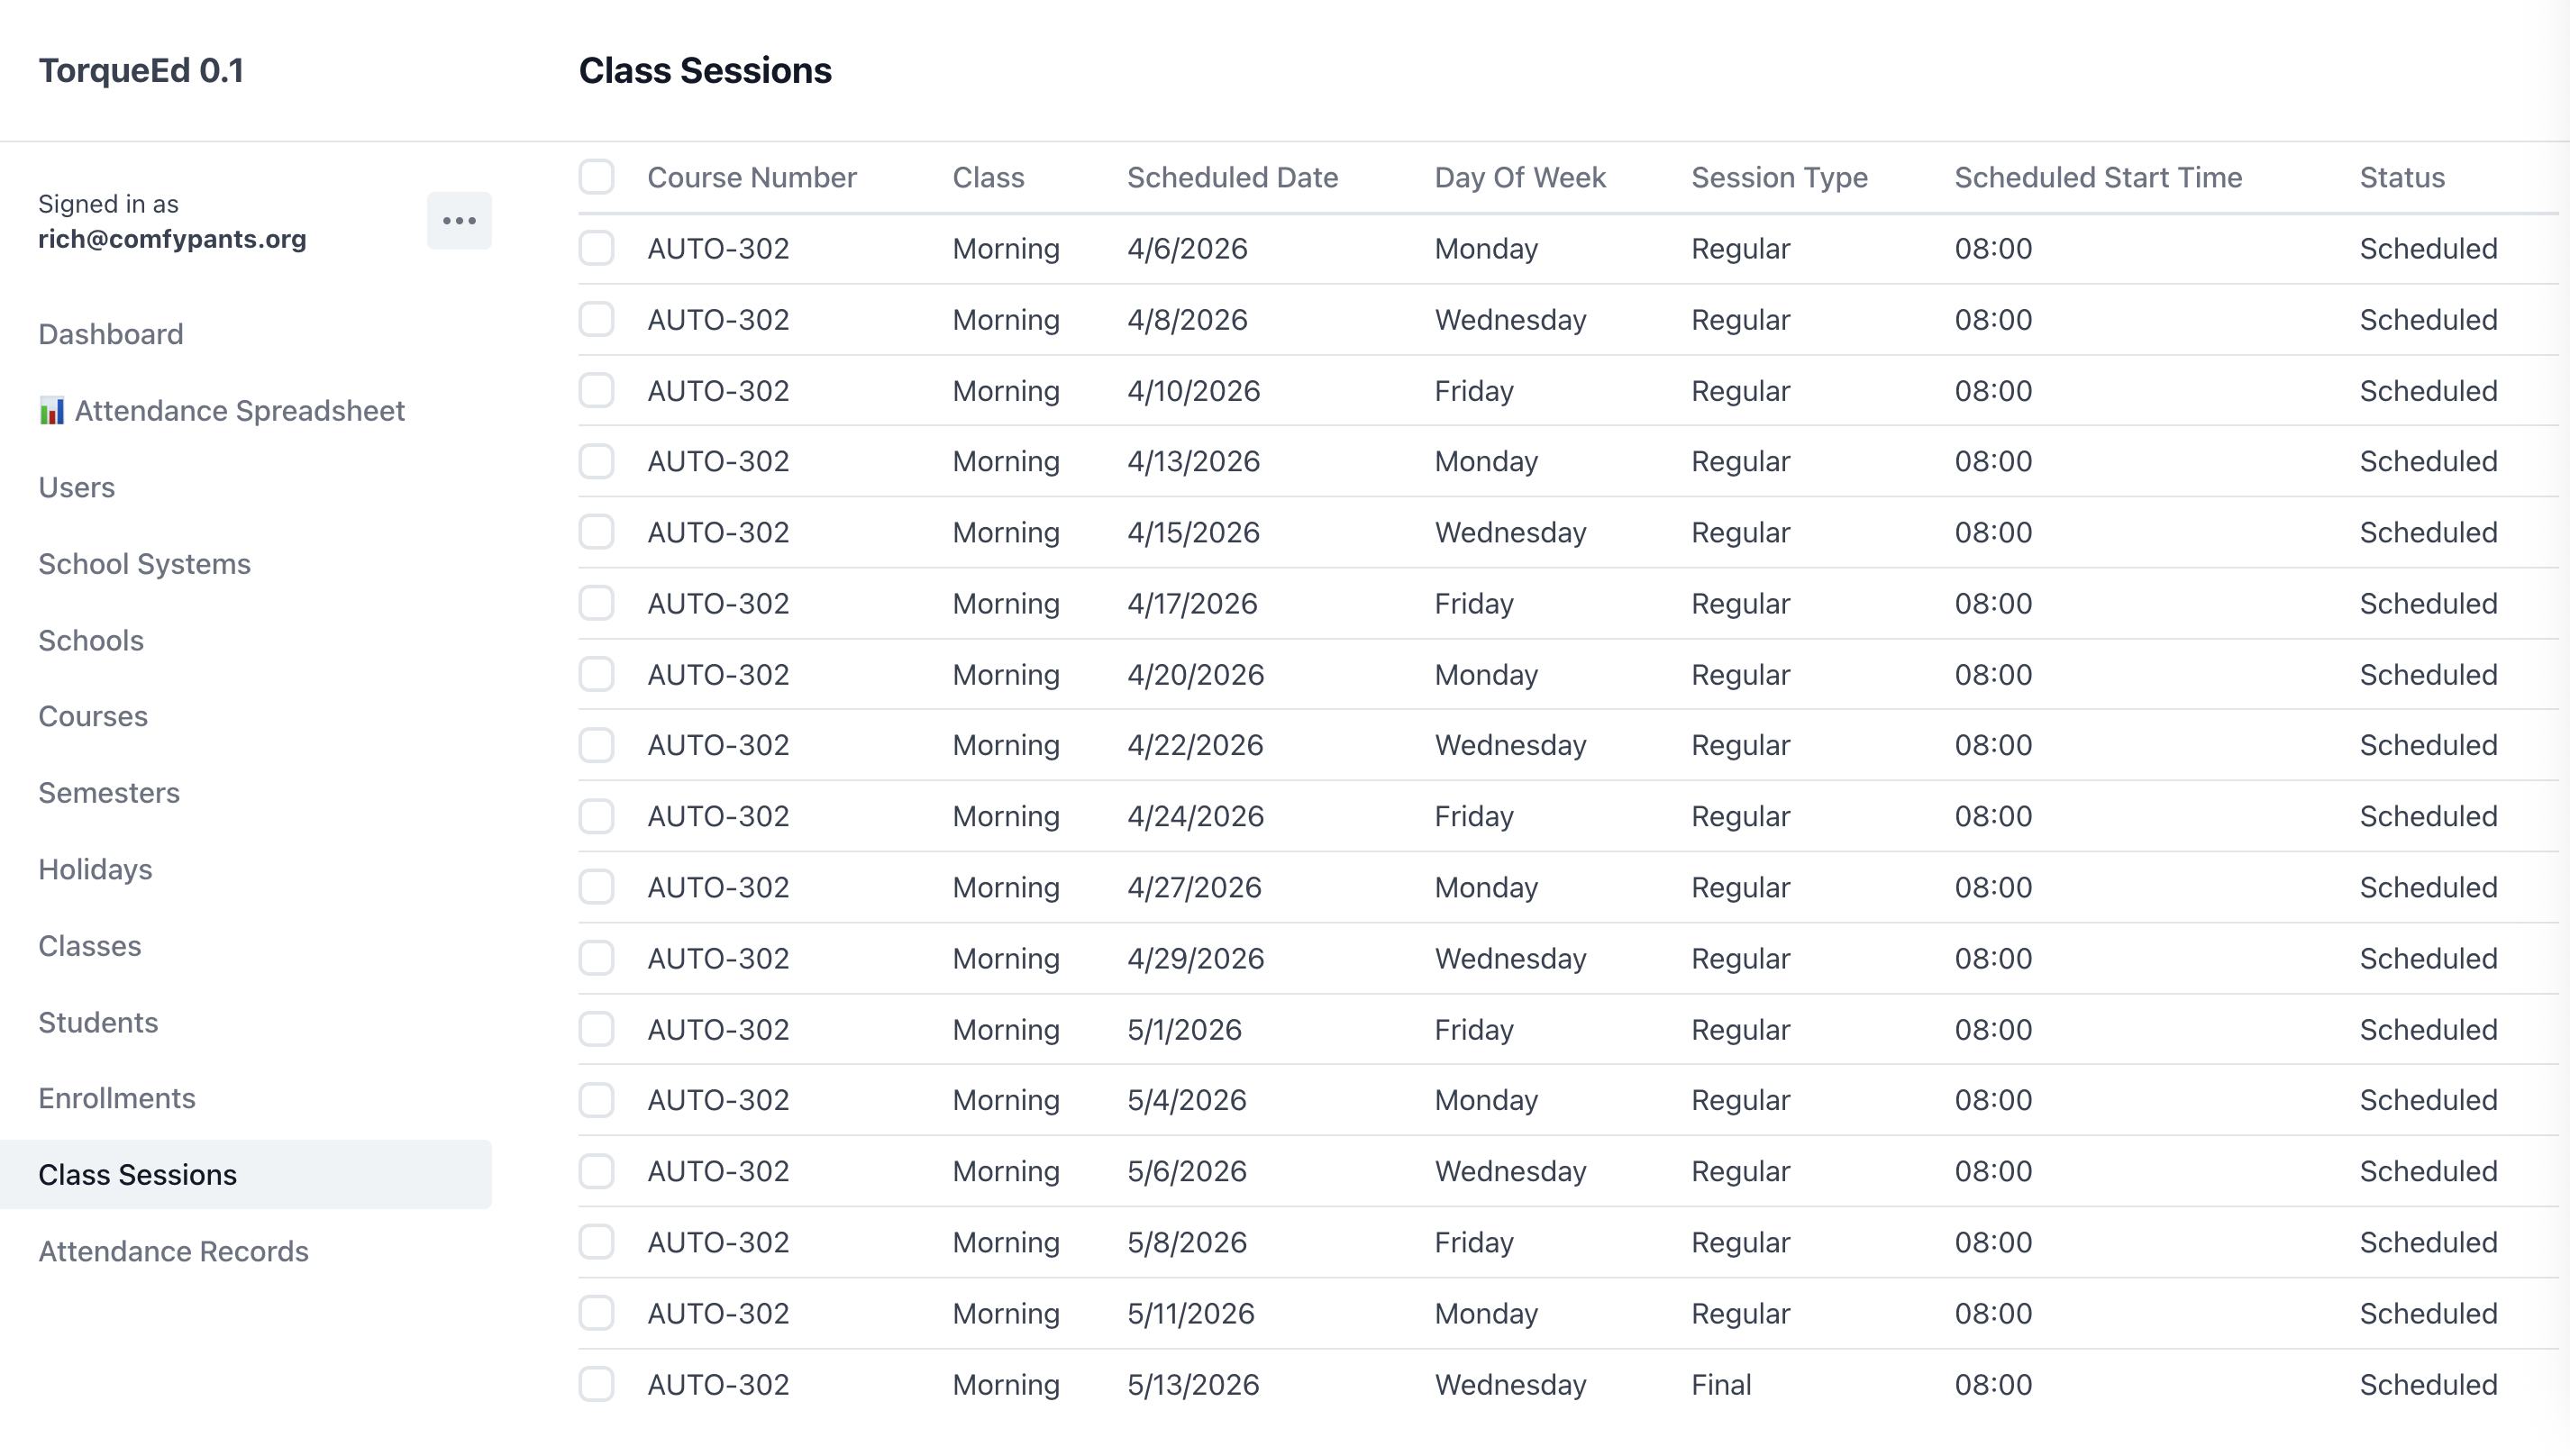 TorqueEd 0.1
Class Sessions
Signed in as
rich@comfypants.org
Dashboard
Attendance Spreadsheet
Users
School Systems
Schools
Courses
Semesters
Holidays
Classes
Students
Enrollments
Class Sessions
Attendance Records
Course Number Class Scheduled Date Day Of Week Session Type Scheduled Start Time Status
AUTO-302 Morning 4/6/2026 Monday Regular 08:00 Scheduled
AUTO-302 Morning 4/8/2026 Wednesday Regular 08:00 Scheduled
AUTO-302 Morning 4/10/2026 Friday Regular 08:00 Scheduled
AUTO-302 Morning 4/13/2026 Monday Regular 08:00 Scheduled
AUTO-302 Morning 4/15/2026 Wednesday Regular 08:00 Scheduled
AUTO-302 Morning 4/17/2026 Friday Regular 08:00 Scheduled
AUTO-302 Morning 4/20/2026 Monday Regular 08:00 Scheduled
AUTO-302 Morning 4/22/2026 Wednesday Regular 08:00 Scheduled
AUTO-302 Morning 4/24/2026 Friday Regular 08:00 Scheduled
AUTO-302 Morning 4/27/2026 Monday Regular 08:00 Scheduled
AUTO-302 Morning 4/29/2026 Wednesday Regular 08:00 Scheduled
AUTO-302 Morning 5/1/2026 Friday Regular 08:00 Scheduled
AUTO-302 Morning 5/4/2026 Monday Regular 08:00 Scheduled
AUTO-302 Morning 5/6/2026 Wednesday Regular 08:00 Scheduled
AUTO-302 Morning 5/8/2026 Friday Regular 08:00 Scheduled
AUTO-302 Morning 5/11/2026 Monday Regular 08:00 Scheduled
AUTO-302 Morning 5/13/2026 Wednesday Final 08:00 Scheduled